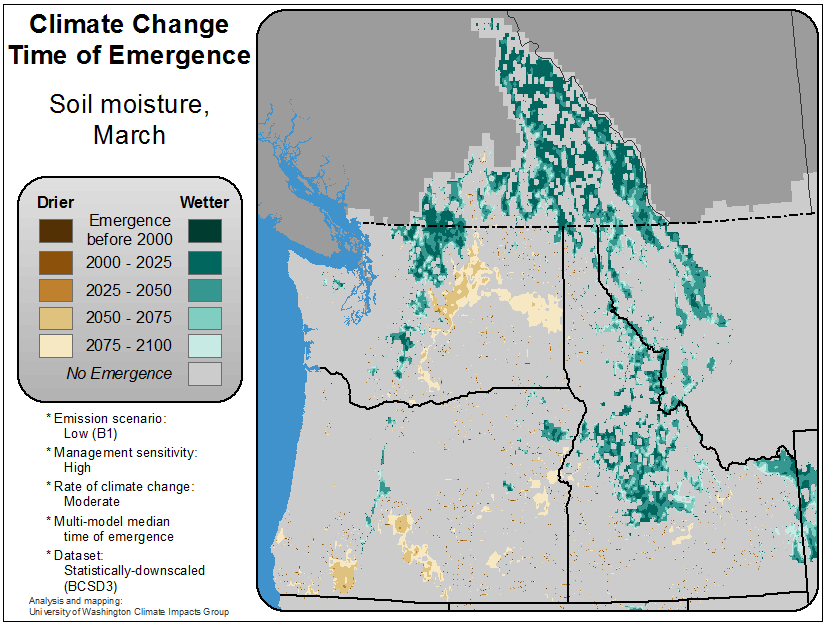 Climate Change
Time of Emergence
Soil moisture,
March
Drier
Wetter
Emergence
before 2000
2000 - 2025
2025 - 2050
2050 - 2075
2075 - 2100
No Emergence
* Emission scenario:
Low (B1)
* Management sensitivity:
High
* Rate of climate change:
Moderate
* Multi-model median
time of emergence
* Dataset:
Statistically-downscaled
(BCSD3)
Analysis and mapping:
University of Washington Climate Impacts Group